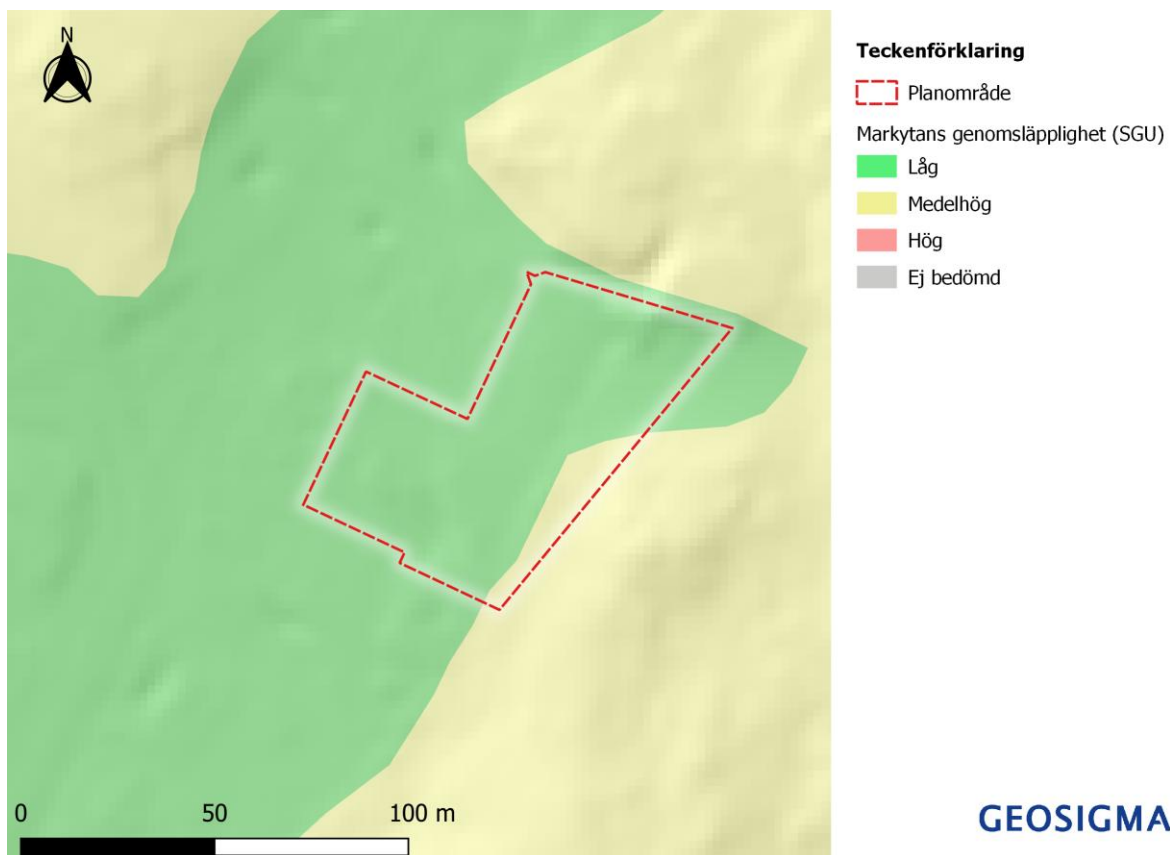 N
Teckenförklaring
Planområde
Markytans genomsläpplighet (SGU)
Låg
Medelhög
Hög
Ej bedömd
0 50 100 m
GEOSIGMA